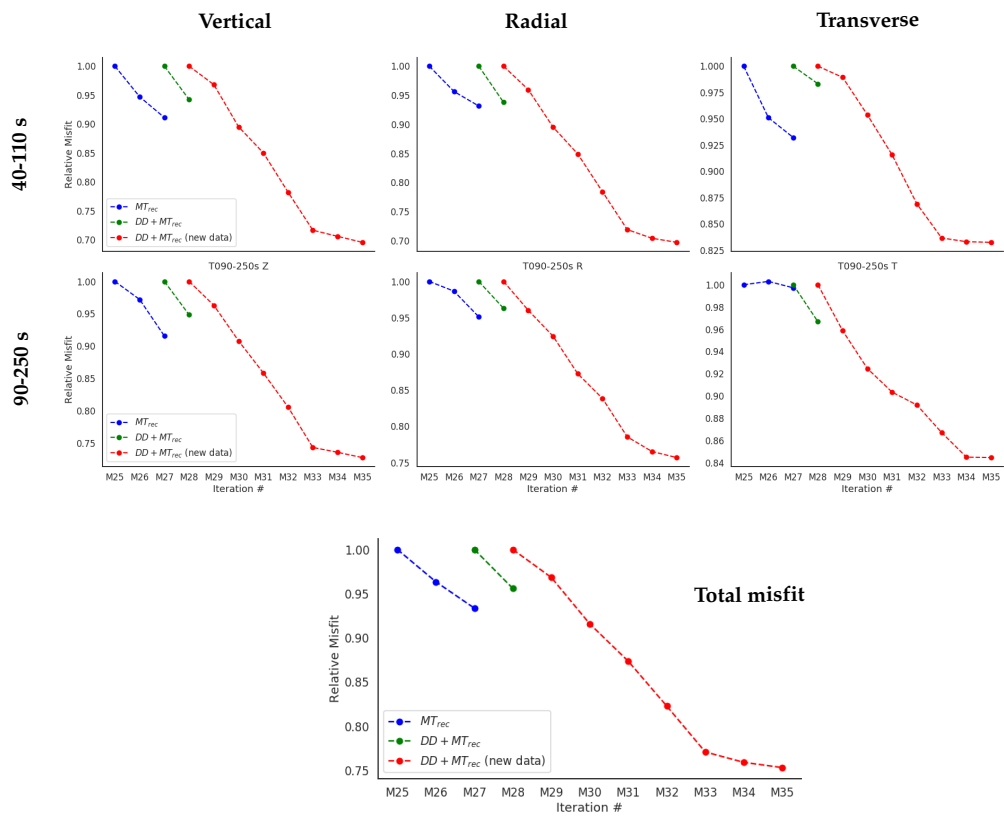 Vertical
Radial
Transverse
40-110 s
Relative Misfit
1.00
0.95
0.90
0.85
0.80
0.75
0.70
MT_rec
DD + MT_rec
DD + MT_rec (new data)
1.00
0.95
0.90
0.85
0.80
0.75
0.70
1.000
0.975
0.950
0.925
0.900
0.875
0.850
0.825
90-250 s
T090-250s Z
Relative Misfit
1.00
0.95
0.90
0.85
0.80
0.75
MT_rec
DD + MT_rec
DD + MT_rec (new data)
M25 M26 M27 M28 M29 M30 M31 M32 M33 M34 M35
Iteration #
T090-250s R
1.00
0.95
0.90
0.85
0.80
0.75
M25 M26 M27 M28 M29 M30 M31 M32 M33 M34 M35
Iteration #
T090-250s T
1.00
0.98
0.96
0.94
0.92
0.90
0.88
0.86
0.84
M25 M26 M27 M28 M29 M30 M31 M32 M33 M34 M35
Iteration #
Total misfit
Relative Misfit
1.00
0.95
0.90
0.85
0.80
0.75
MT_rec
DD + MT_rec
DD + MT_rec (new data)
M25 M26 M27 M28 M29 M30 M31 M32 M33 M34 M35
Iteration #